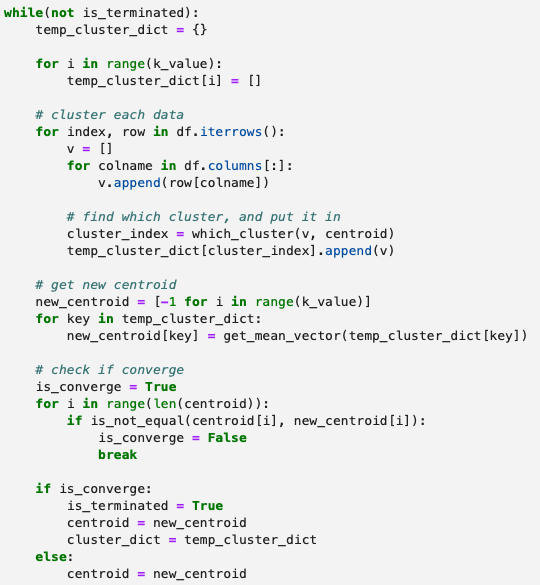 while(not is_terminated):
    temp_cluster_dict = {}

    for i in range(k_value):
        temp_cluster_dict[i] = []

    # cluster each data
    for index, row in df.iterrows():
        v = []
        for colname in df.columns[:]:
            v.append(row[colname])

        # find which cluster, and put it in
        cluster_index = which_cluster(v, centroid)
        temp_cluster_dict[cluster_index].append(v)

    # get new centroid
    new_centroid = [-1 for i in range(k_value)]
    for key in temp_cluster_dict:
        new_centroid[key] = get_mean_vector(temp_cluster_dict[key])

    # check if converge
    is_converge = True
    for i in range(len(centroid)):
        if is_not_equal(centroid[i], new_centroid[i]):
            is_converge = False
            break

    if is_converge:
        is_terminated = True
        centroid = new_centroid
        cluster_dict = temp_cluster_dict
    else:
        centroid = new_centroid